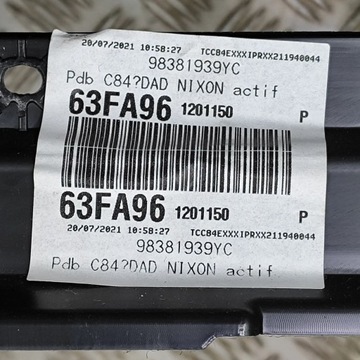 20/07/2021 10:58:27 TCC84EXXXIPRXX211940044
98381939YC
Pdb C84?DAD NIXON actif
63FA96 1201150 P
63FA96 1201150 P
20/07/2021 10:58:27 TCC84EXXXIPRXX211940044
98381939YC
Pdb C84?DAD NIXON actif